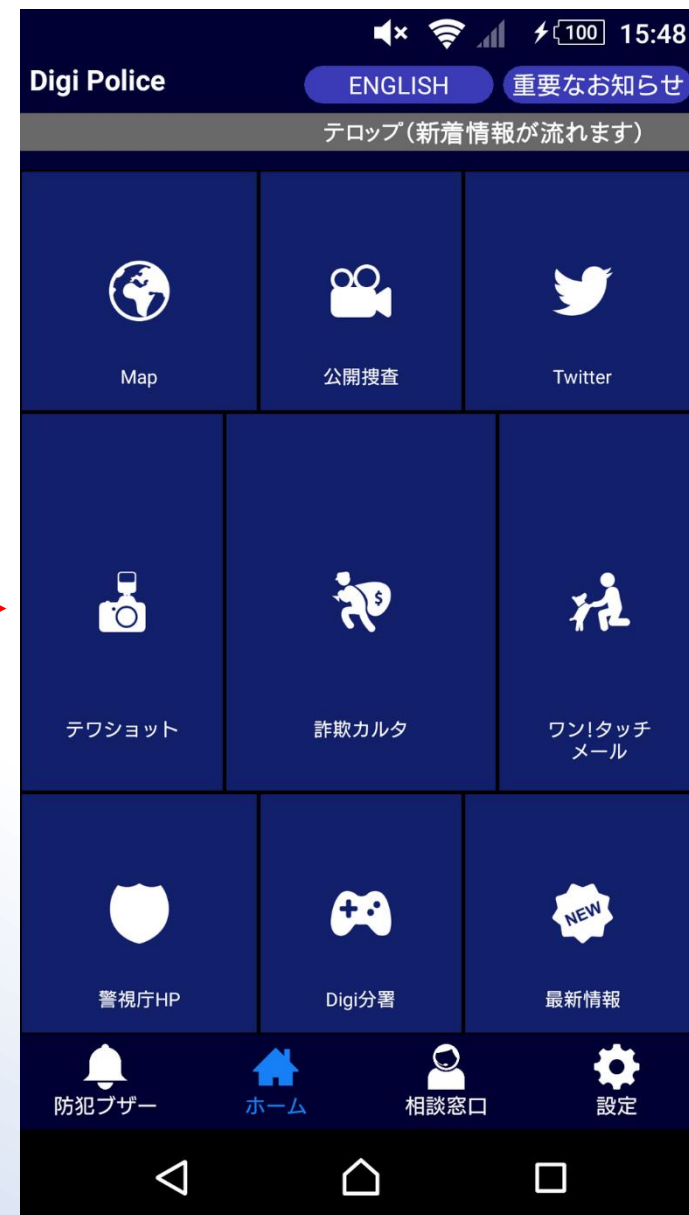 100 15:48
Digi Police ENGLISH 重要なお知らせ
テロップ(新着情報が流れます)
Map 公開捜査 Twitter
$
テワショット 詐欺カルタ ワン!タッチ
メール
NEW
警視庁HP Digi分署 最新情報
防犯ブザー ホーム 相談窓口 設定